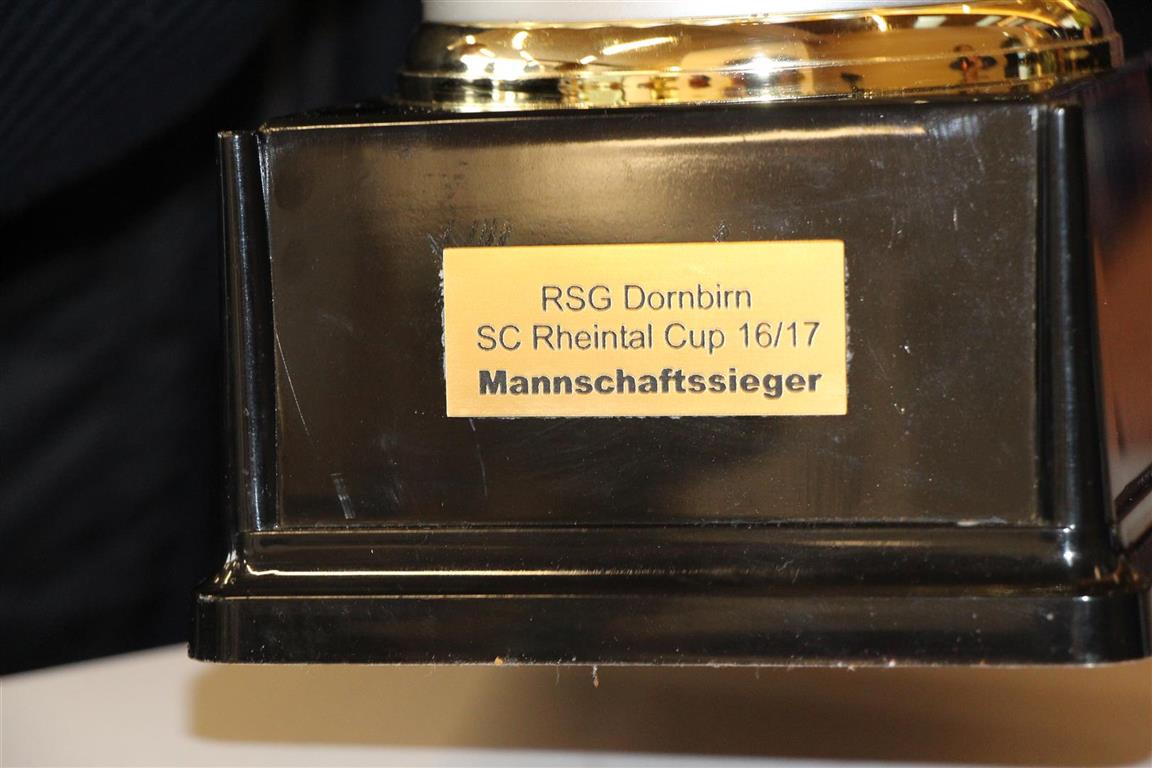 RSG Dornbirn
SC Rheintal Cup 16/17
Mannschaftssieger